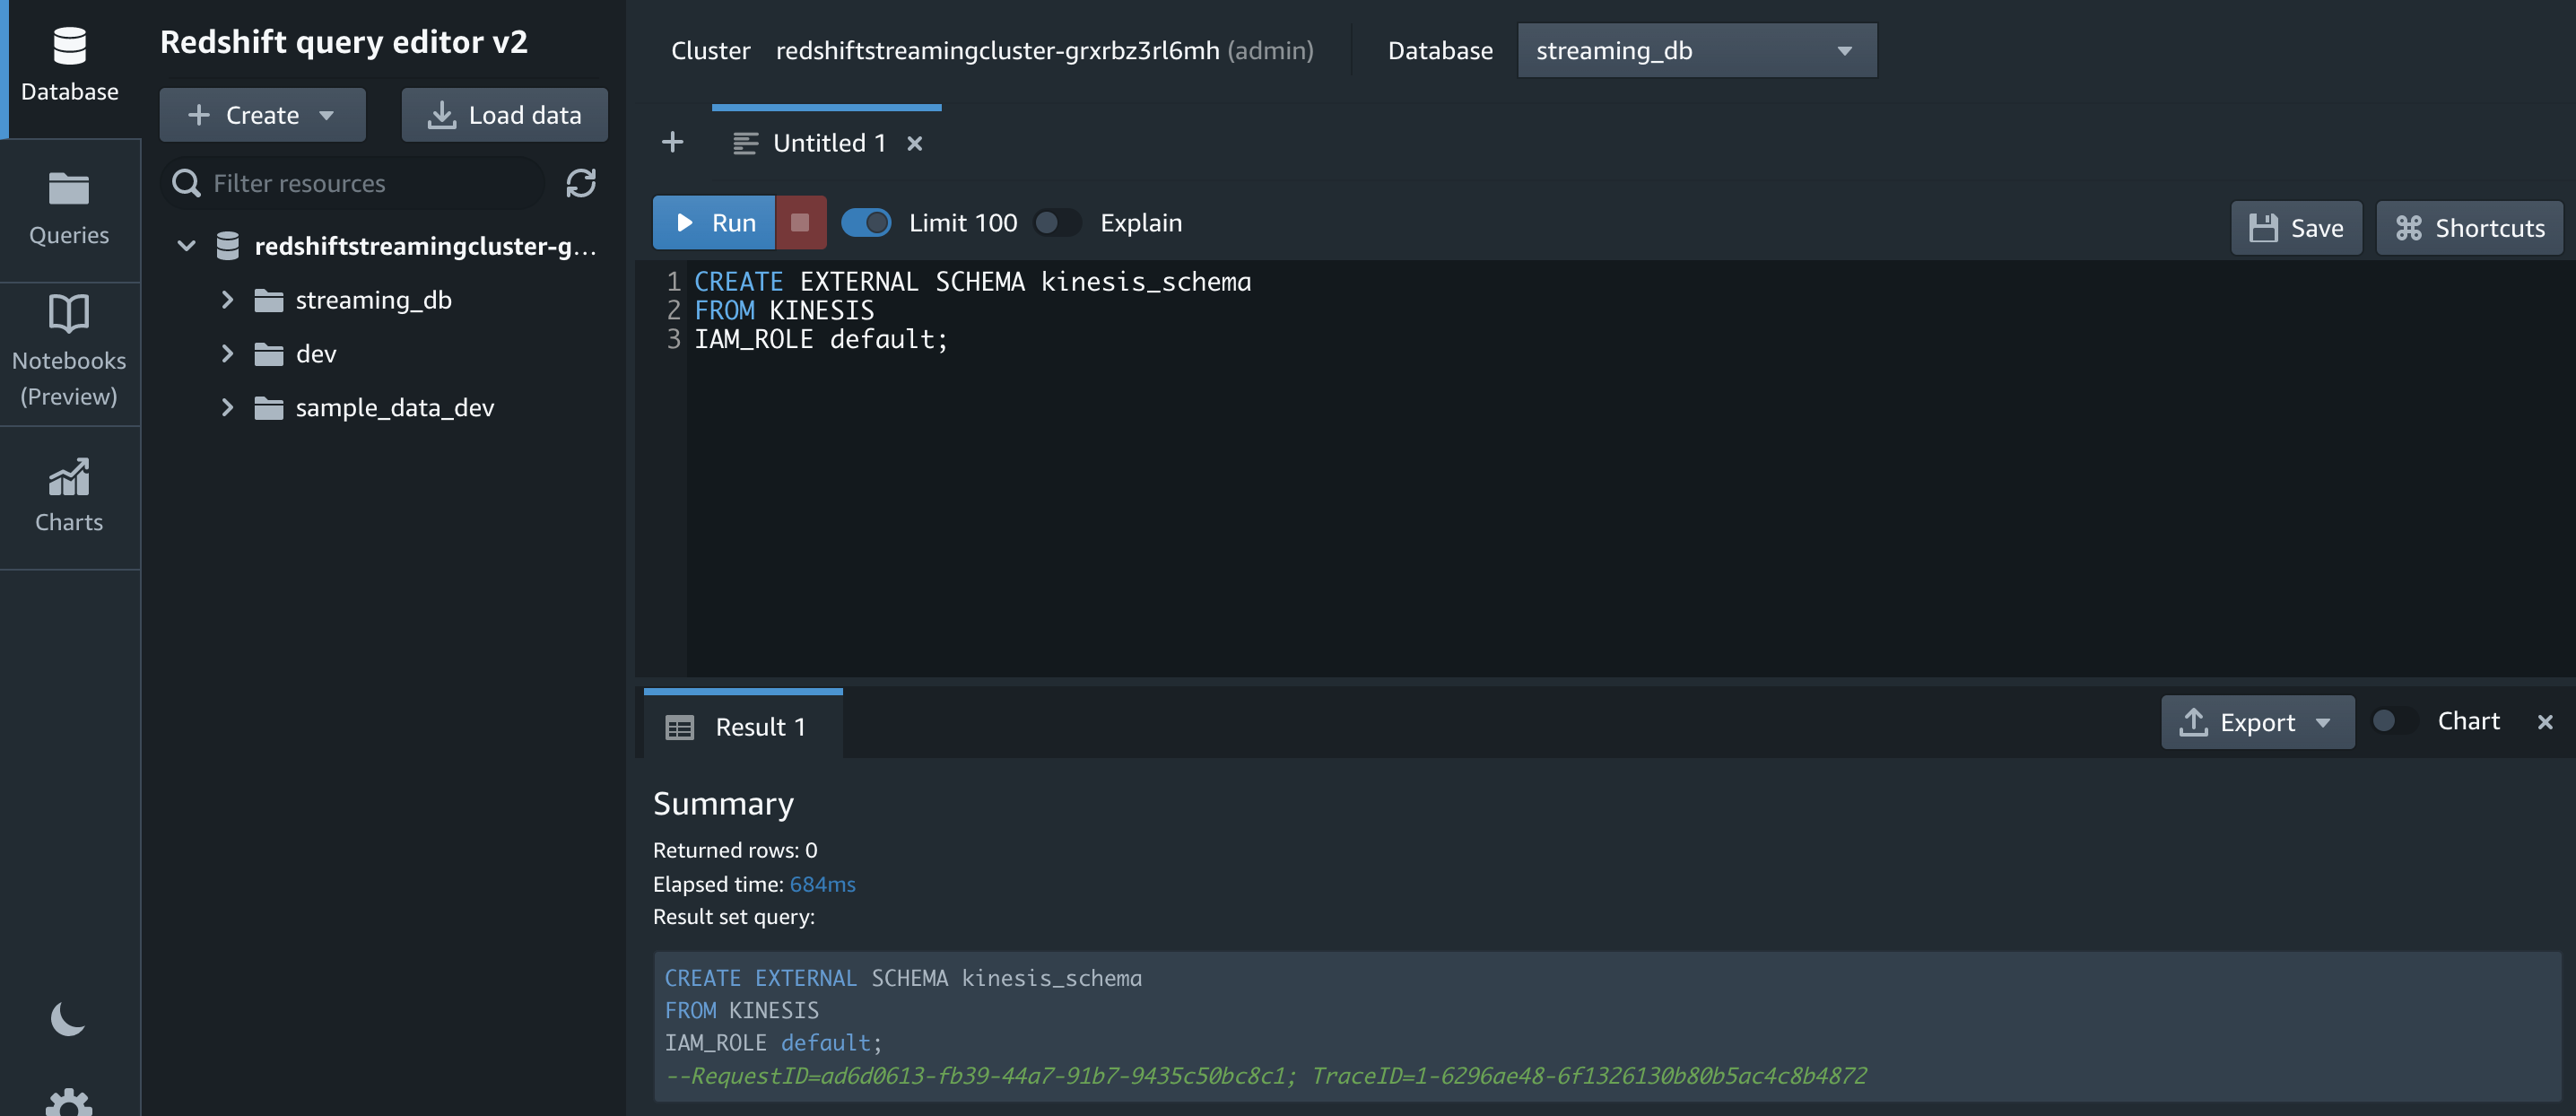 Database
Queries
Notebooks
(Preview)
Charts
Redshift query editor v2
Create
Load data
Filter resources
redshiftstreamingcluster-g...
streaming_db
dev
sample_data_dev
Cluster redshiftstreamingcluster-grxrbz3rl6mh (admin) Database streaming_db
Untitled 1
Run Limit 100 Explain Save Shortcuts
1 CREATE EXTERNAL SCHEMA kinesis_schema
2 FROM KINESIS
3 IAM_ROLE default;
Result 1 Export Chart
Summary
Returned rows: 0
Elapsed time: 684ms
Result set query:
CREATE EXTERNAL SCHEMA kinesis_schema
FROM KINESIS
IAM_ROLE default;
--RequestID=ad6d0613-fb39-44a7-91b7-9435c50bc8c1; TraceID=1-6296ae48-6f1326130b80b5ac4c8b4872